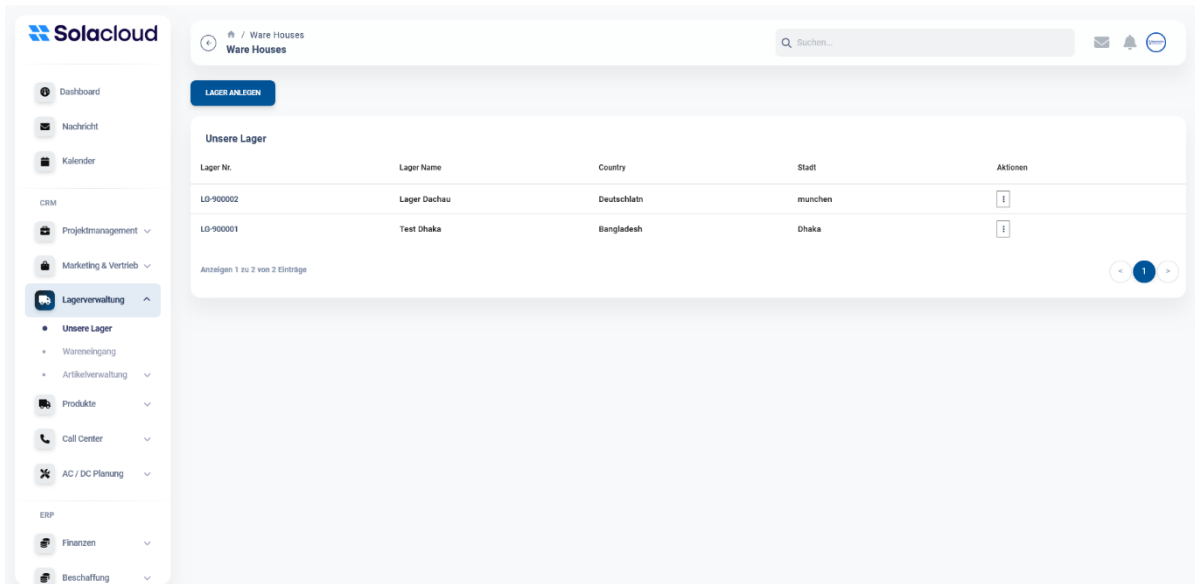 Solacloud
/ Ware Houses
Ware Houses
Suchen...
Dashboard
Nachricht
Kalender
CRM
Projektmanagement
Marketing & Vertrieb
Lagerverwaltung
Unsere Lager
Wareneingang
Artikelverwaltung
Produkte
Call Center
AC / DC Planung
ERP
Finanzen
Beschaffung
LAGER ANLEGEN
Unsere Lager
Lager Nr. Lager Name Country Stadt Aktionen
LG-900002 Lager Dachau Deutschlatn munchen
LG-900001 Test Dhaka Bangladesh Dhaka
Anzeigen 1 zu 2 von 2 Einträge
< 1 >